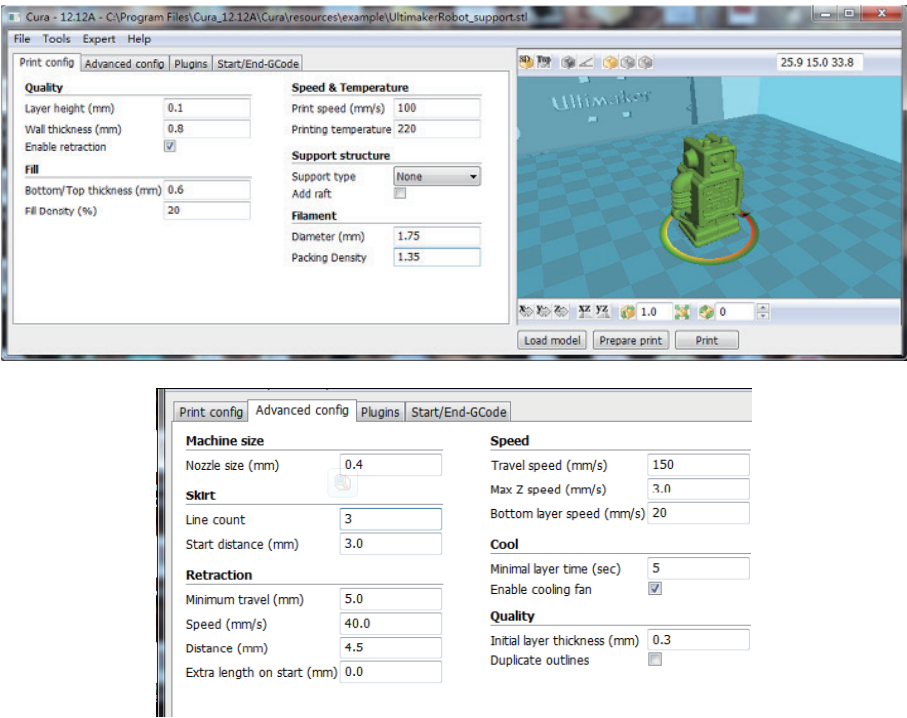 Cura - 12.12A - C:\Program Files\Cura_12.12A\Cura\resources\example\UltimakerRobot_support.stl
File Tools Expert Help
Print config Advanced config Plugins Start/End-GCode
Quality
Layer height (mm) 0.1
Wall thickness (mm) 0.8
Enable retraction
Fill
Bottom/Top thickness (mm) 0.6
Fill Density (%) 20
Speed & Temperature
Print speed (mm/s) 100
Printing temperature 220
Support structure
Support type None
Add raft
Filament
Diameter (mm) 1.75
Packing Density 1.35
3D Top
25.9 15.0 33.8
Ultimaker
X Y Z XZ YZ 1.0 0
Load model Prepare print Print
Print config Advanced config Plugins Start/End-GCode
Machine size
Nozzle size (mm) 0.4
Skirt
Line count 3
Start distance (mm) 3.0
Retraction
Minimum travel (mm) 5.0
Speed (mm/s) 40.0
Distance (mm) 4.5
Extra length on start (mm) 0.0
Speed
Travel speed (mm/s) 150
Max Z speed (mm/s) 3.0
Bottom layer speed (mm/s) 20
Cool
Minimal layer time (sec) 5
Enable cooling fan
Quality
Initial layer thickness (mm) 0.3
Duplicate outlines